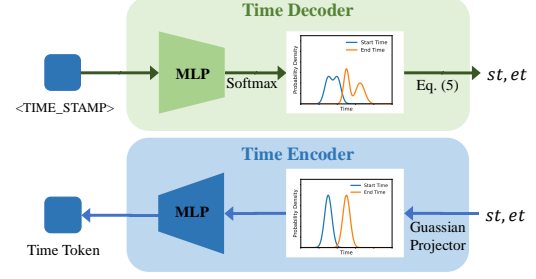 Time Decoder
<TIME_STAMP>
MLP
Softmax
Probability Density
Start Time
End Time
Time
Eq. (5)
st, et
Time Encoder
Time Token
MLP
Probability Density
Start Time
End Time
Time
Guassian
Projector
st, et